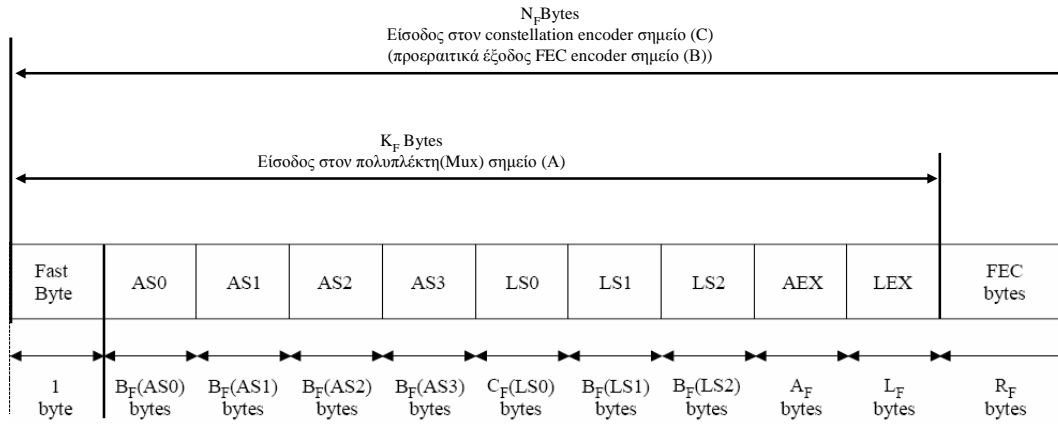 N_F Bytes
Είσοδος στον constellation encoder σημείο (C)
(προεραιτικά έξοδος FEC encoder σημείο (B))
K_F Bytes
Είσοδος στον πολυπλέκτη(Mux) σημείο (A)
Fast Byte
AS0
AS1
AS2
AS3
LS0
LS1
LS2
AEX
LEX
FEC bytes
1 byte
B_F(AS0) bytes
B_F(AS1) bytes
B_F(AS2) bytes
B_F(AS3) bytes
C_F(LS0) bytes
B_F(LS1) bytes
B_F(LS2) bytes
A_F bytes
L_F bytes
R_F bytes